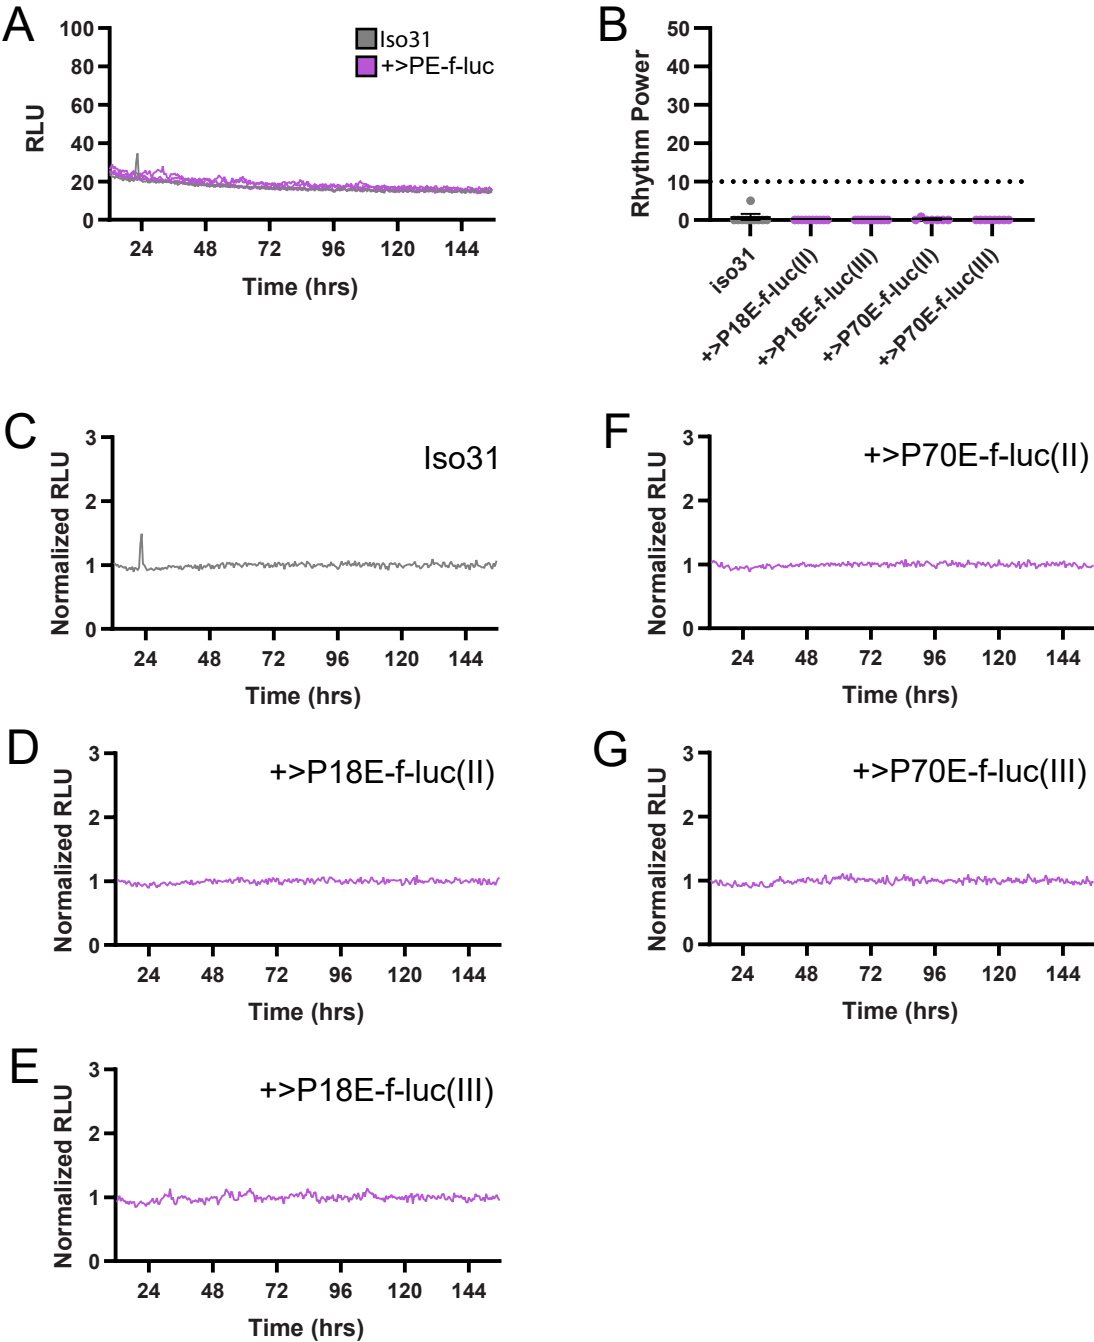 A
100
80
60
40
20
0
RLU
Iso31
+>PE-f-luc
24 48 72 96 120 144
Time (hrs)
B
50
40
30
20
10
0
Rhythm Power
iso31
+>P18E-f-luc(II)
+>P18E-f-luc(III)
+>P70E-f-luc(II)
+>P70E-f-luc(III)
C
3
2
1
0
Normalized RLU
Iso31
24 48 72 96 120 144
Time (hrs)
F
3
2
1
0
Normalized RLU
+>P70E-f-luc(II)
24 48 72 96 120 144
Time (hrs)
D
3
2
1
0
Normalized RLU
+>P18E-f-luc(II)
24 48 72 96 120 144
Time (hrs)
G
3
2
1
0
Normalized RLU
+>P70E-f-luc(III)
24 48 72 96 120 144
Time (hrs)
E
3
2
1
0
Normalized RLU
+>P18E-f-luc(III)
24 48 72 96 120 144
Time (hrs)